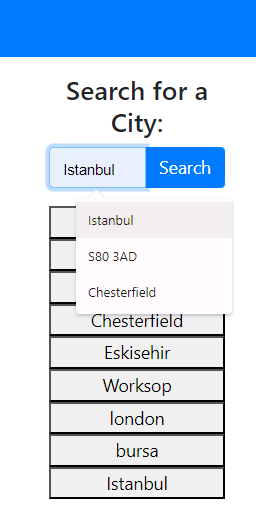 Search for a
City:
Istanbul
Search
Istanbul
S80 3AD
Chesterfield
Chesterfield
Eskisehir
Worksop
london
bursa
Istanbul